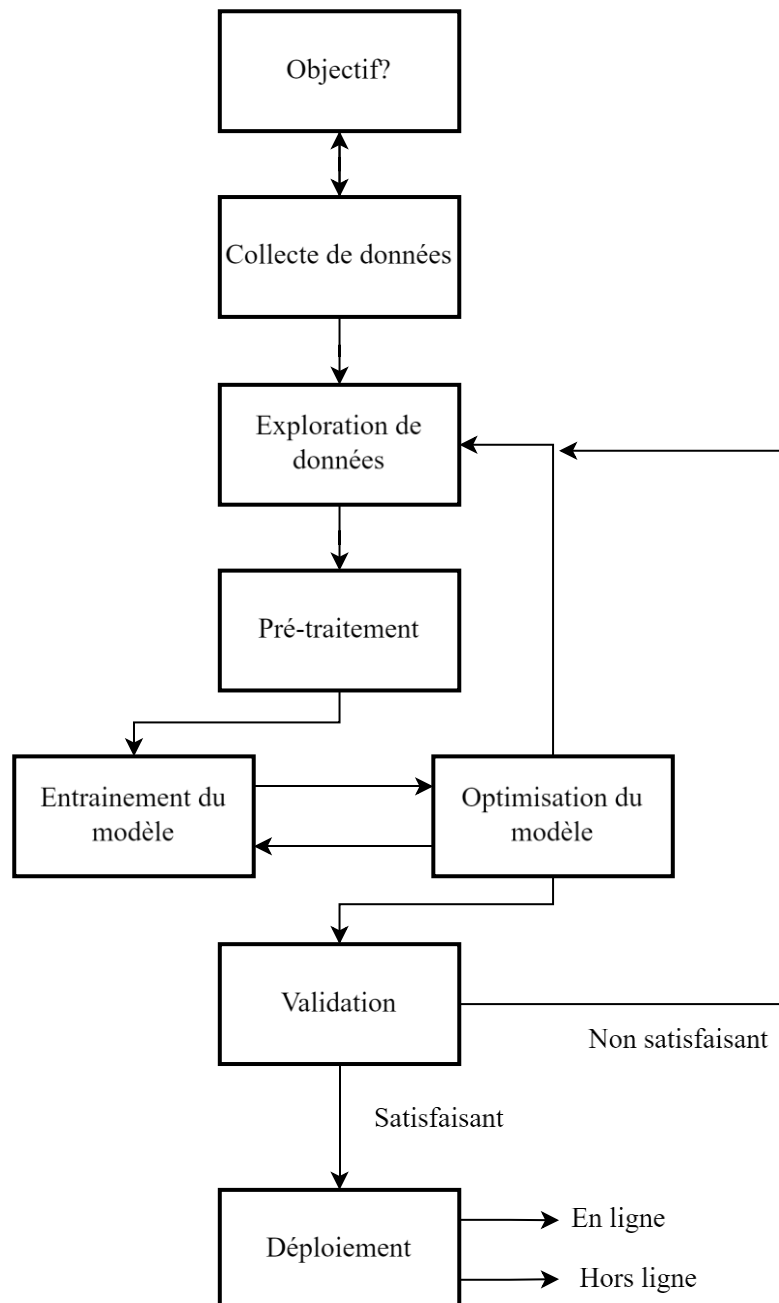 Objectif?
Collecte de données
Exploration de
données
Pré-traitement
Entrainement du
modèle
Optimisation du
modèle
Validation
Non satisfaisant
Satisfaisant
Déploiement
En ligne
Hors ligne